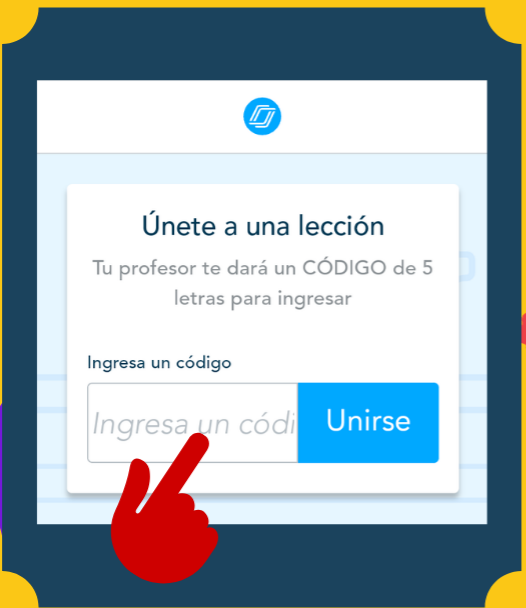 Únete a una lección
Tu profesor te dará un CÓDIGO de 5
letras para ingresar
Ingresa un código
Ingresa un códi
Unirse